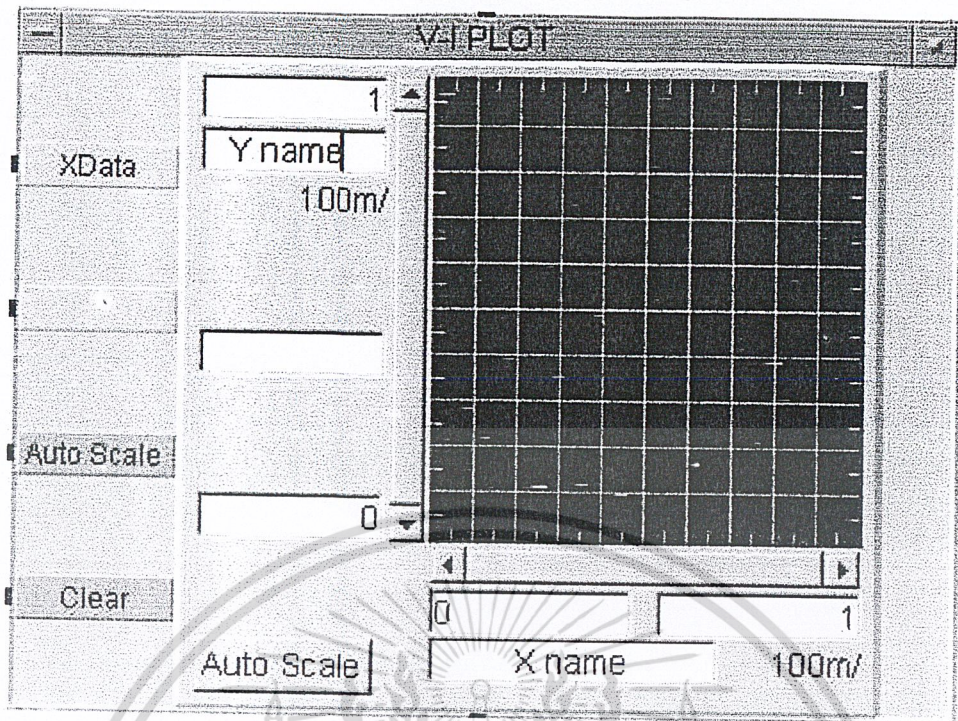 V-I PLOT
1
Y name
XData
100m/
Auto Scale
0
Clear
0
1
Auto Scale
X name
100m/